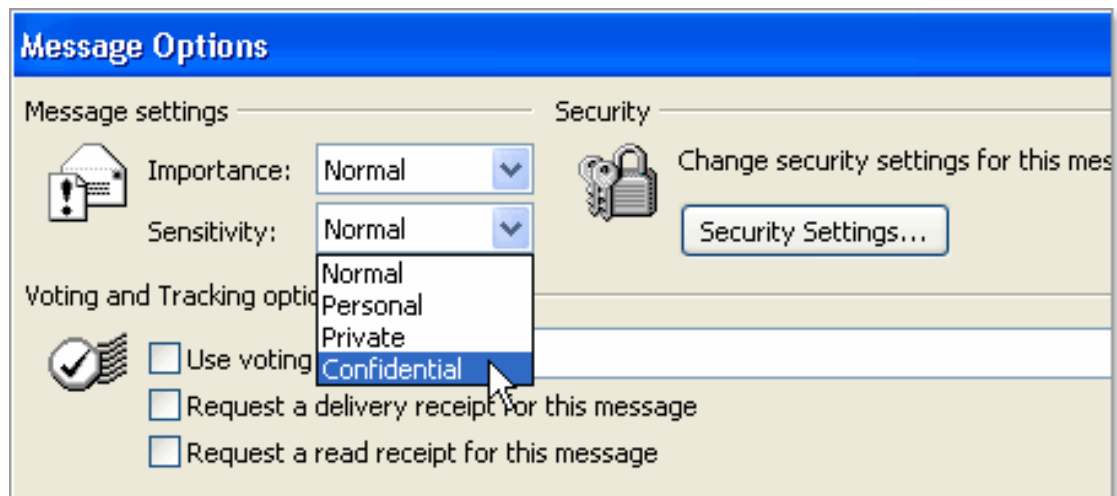 Message Options
Message settings
Security
Importance:
Normal
Change security settings for this mes
Sensitivity:
Normal
Security Settings...
Normal
Personal
Private
Confidential
Voting and Tracking optio
Use voting
Request a delivery receipt for this message
Request a read receipt for this message